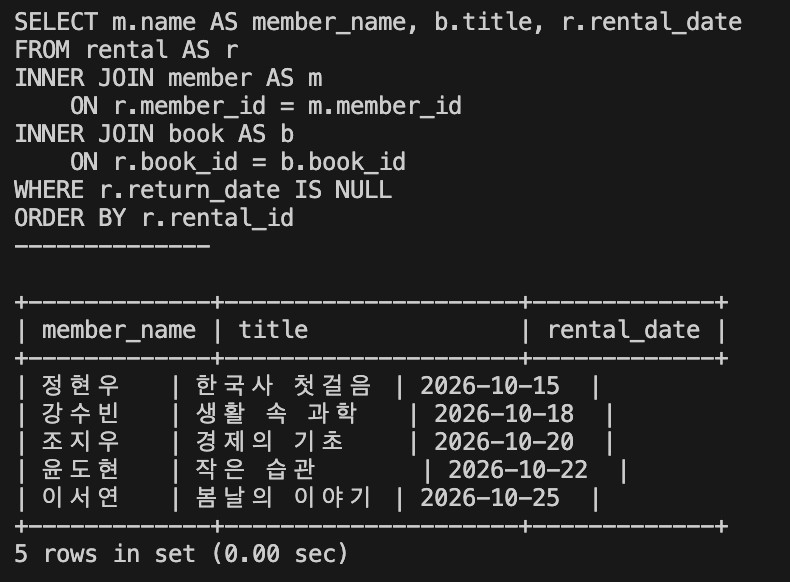 SELECT m.name AS member_name, b.title, r.rental_date
FROM rental AS r
INNER JOIN member AS m
    ON r.member_id = m.member_id
INNER JOIN book AS b
    ON r.book_id = b.book_id
WHERE r.return_date IS NULL
ORDER BY r.rental_id
--------------

+-------------+---------------------+-------------+
| member_name | title               | rental_date |
+-------------+---------------------+-------------+
| 정현우   | 한국사 첫걸음 | 2026-10-15  |
| 강수빈   | 생활 속 과학   | 2026-10-18  |
| 조지우   | 경제의 기초    | 2026-10-20  |
| 윤도현   | 작은 습관       | 2026-10-22  |
| 이서연   | 봄날의 이야기 | 2026-10-25  |
+-------------+---------------------+-------------+
5 rows in set (0.00 sec)